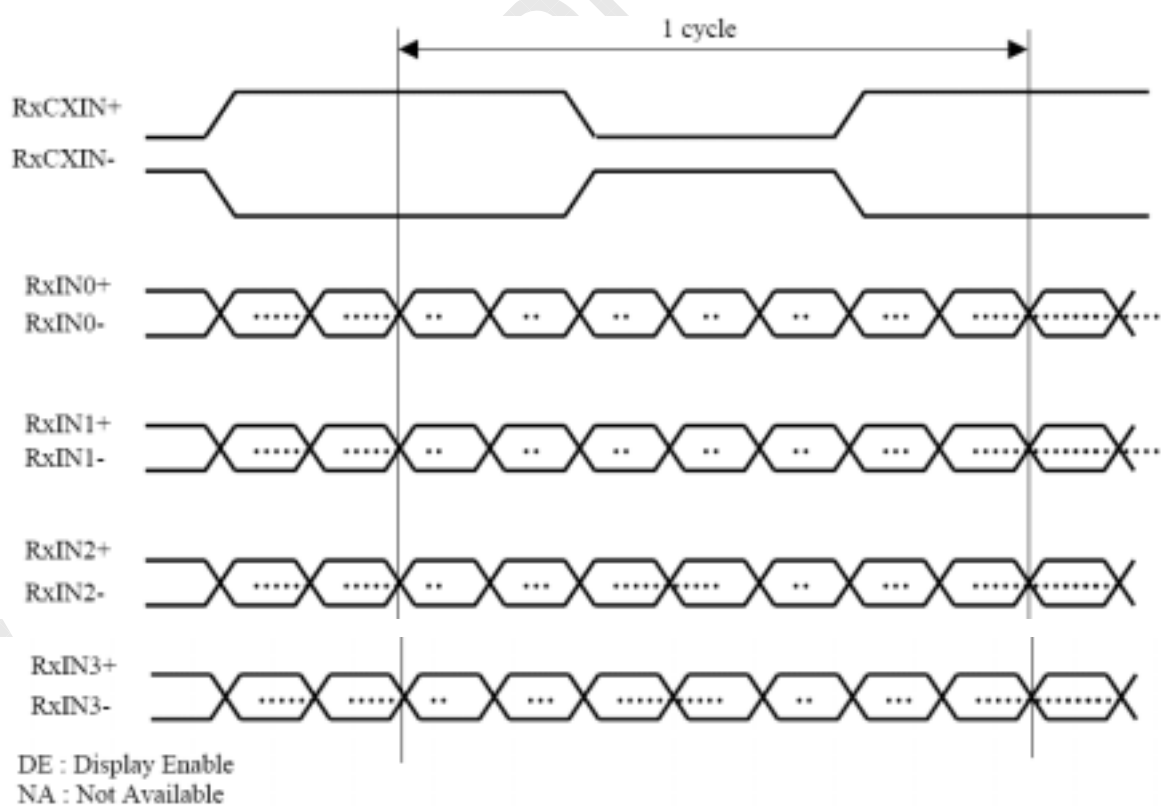 1 cycle
RxCXIN+
RxCXIN-
RxIN0+
RxIN0-
RxIN1+
RxIN1-
RxIN2+
RxIN2-
RxIN3+
RxIN3-
DE : Display Enable
NA : Not Available